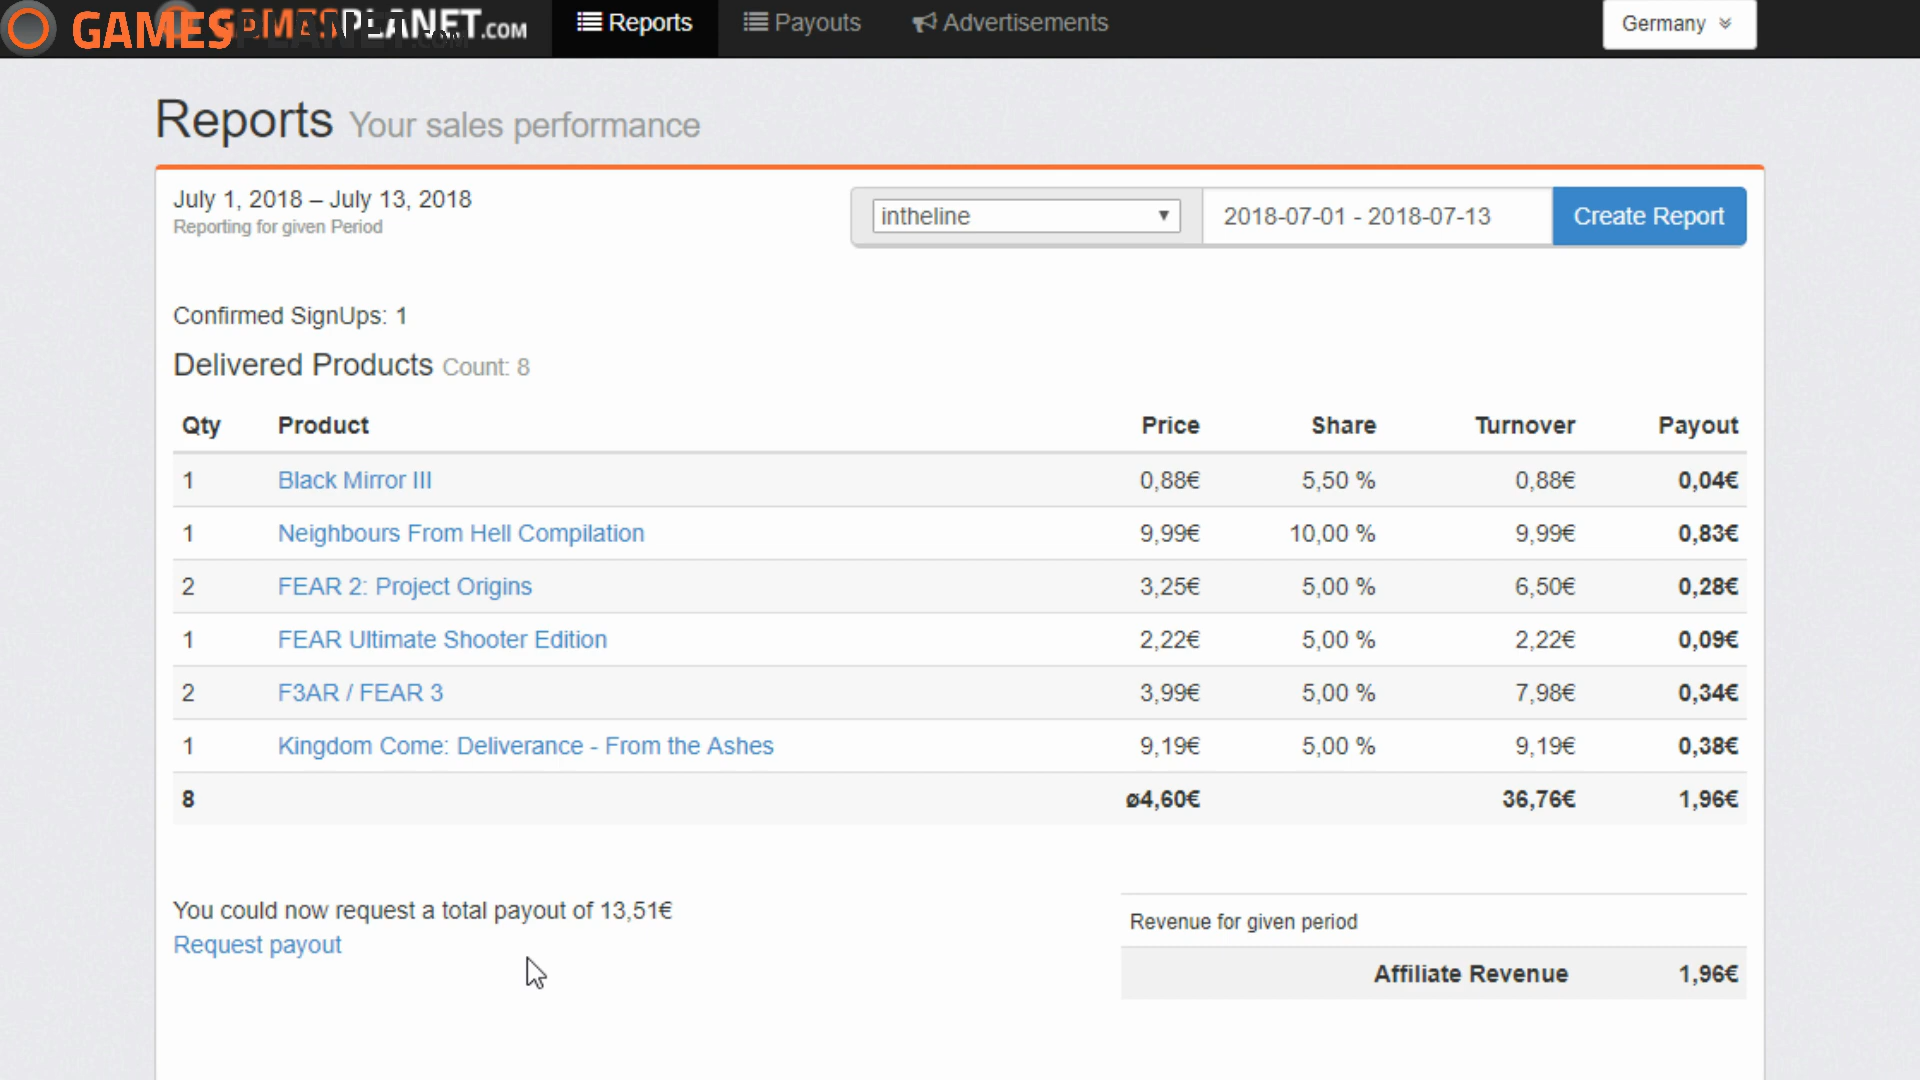 GAMESPLANET.com
GAMESPLANET.COM Reports Payouts Advertisements Germany
Reports Your sales performance
July 1, 2018 – July 13, 2018
Reporting for given Period
intheline 2018-07-01 - 2018-07-13 Create Report
Confirmed SignUps: 1
Delivered Products Count: 8
Qty Product Price Share Turnover Payout
1 Black Mirror III 0,88€ 5,50 % 0,88€ 0,04€
1 Neighbours From Hell Compilation 9,99€ 10,00 % 9,99€ 0,83€
2 FEAR 2: Project Origins 3,25€ 5,00 % 6,50€ 0,28€
1 FEAR Ultimate Shooter Edition 2,22€ 5,00 % 2,22€ 0,09€
2 F3AR / FEAR 3 3,99€ 5,00 % 7,98€ 0,34€
1 Kingdom Come: Deliverance - From the Ashes 9,19€ 5,00 % 9,19€ 0,38€
8 ø4,60€ 36,76€ 1,96€
You could now request a total payout of 13,51€
Request payout
Revenue for given period
Affiliate Revenue 1,96€